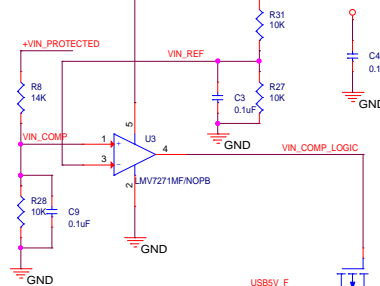 R31
10K
+VIN_PROTECTED
VIN_REF
C4
0.1
R8
14K
C3
0.1uF
R27
10K
GND
VIN_COMP
1
5
U3
GND
3
4
VIN_COMP_LOGIC
2
LMV7271MF/NOPB
R28
10K
C9
0.1uF
GND
GND
USB5V_F